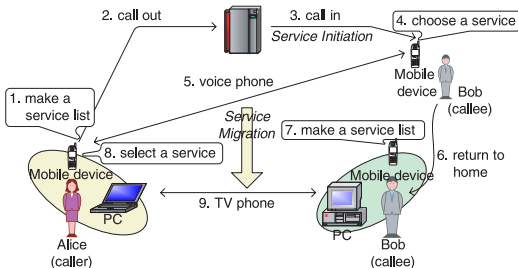 2. call out
3. call in
4. choose a service
Service Initiation
Mobile
device
Bob
(callee)
5. voice phone
1. make a
service list
Service
Migration
7. make a service list
8. select a service
6. return to
home
Mobile device
Mobile device
PC
9. TV phone
PC
Alice
(caller)
Bob
(callee)